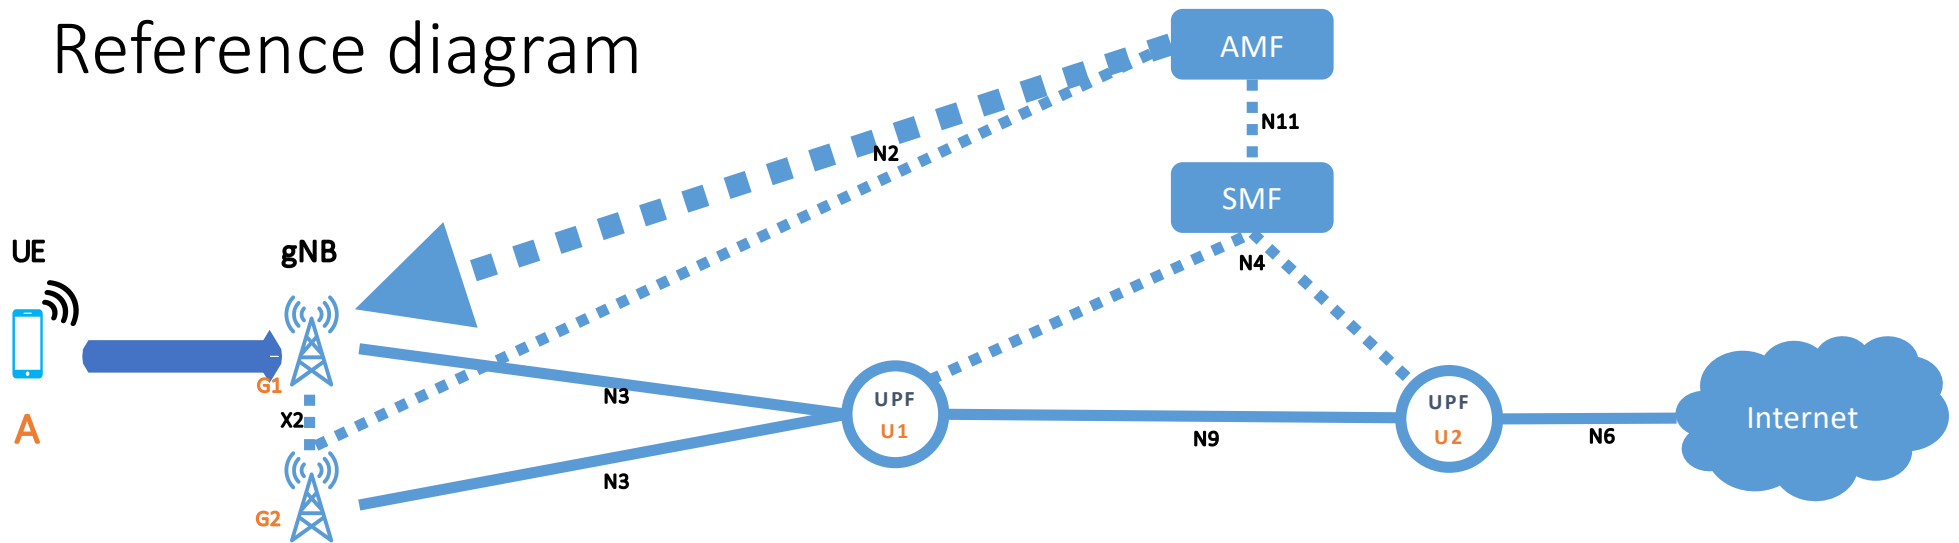 Reference diagram
AMF
N11
N2
SMF
UE
gNB
N4
G1
X2
N3
A
UPF
U1
UPF
U2
Internet
N9
N6
N3
G2